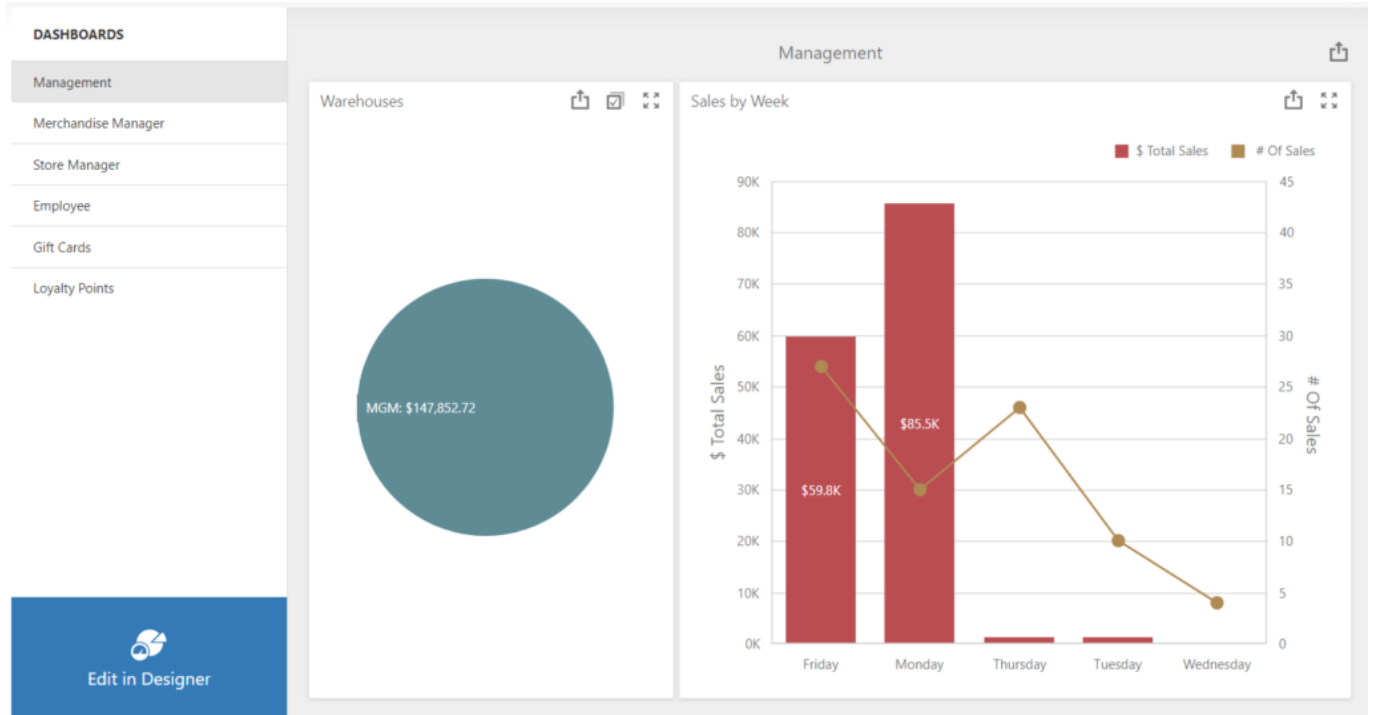 DASHBOARDS
Management
Merchandise Manager
Store Manager
Employee
Gift Cards
Loyalty Points
Edit in Designer
Management
Warehouses
MGM: $147,852.72
Sales by Week
$ Total Sales
# Of Sales
$ Total Sales
90K
80K
70K
60K
50K
40K
30K
20K
10K
0K
$59.8K
$85.5K
45
40
35
30
25
20
15
10
5
0
# Of Sales
Friday
Monday
Thursday
Tuesday
Wednesday